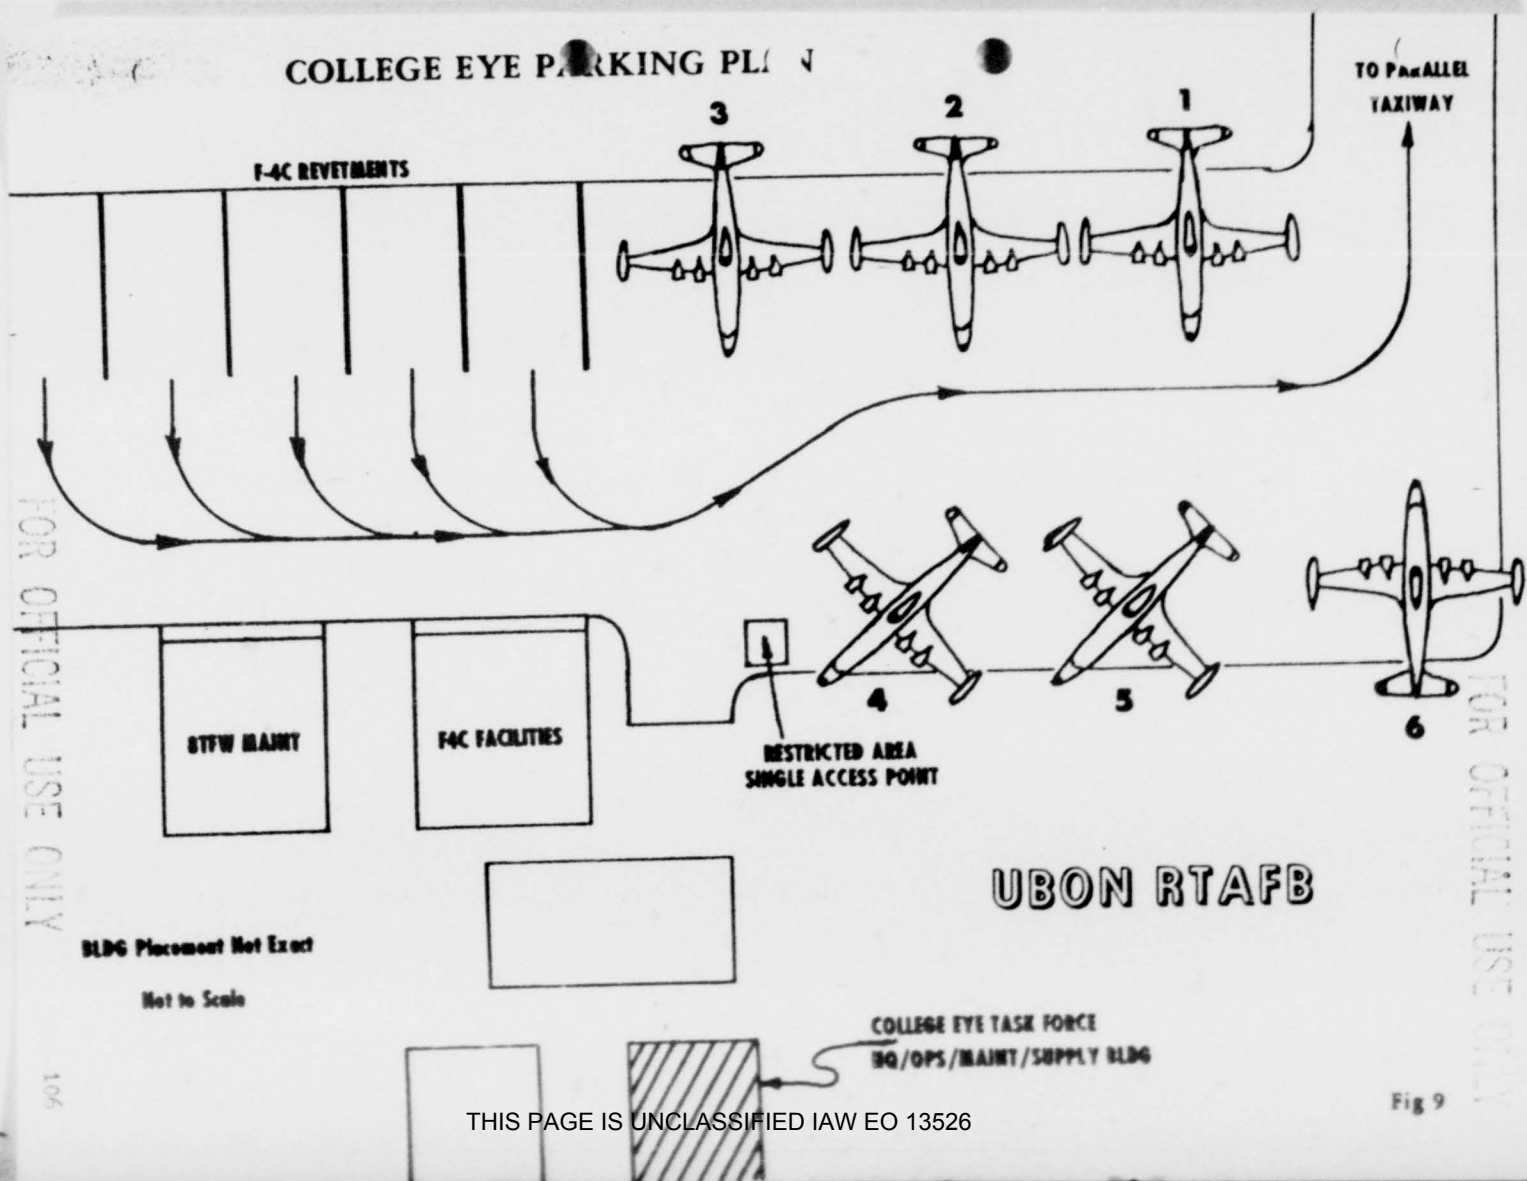 COLLEGE EYE PARKING PLAN
TO PARALLEL
TAXIWAY
3
2
1
F-4C REVETMENTS
4
5
6
8TFW MAINT
F4C FACILITIES
RESTRICTED AREA
SINGLE ACCESS POINT
UBON RTAFB
BLDG Placement Not Exact
Not to Scale
COLLEGE EYE TASK FORCE
HQ/OPS/MAINT/SUPPLY BLDG
Fig 9
106
FOR OFFICIAL USE ONLY
FOR OFFICIAL USE ONLY
THIS PAGE IS UNCLASSIFIED IAW EO 13526